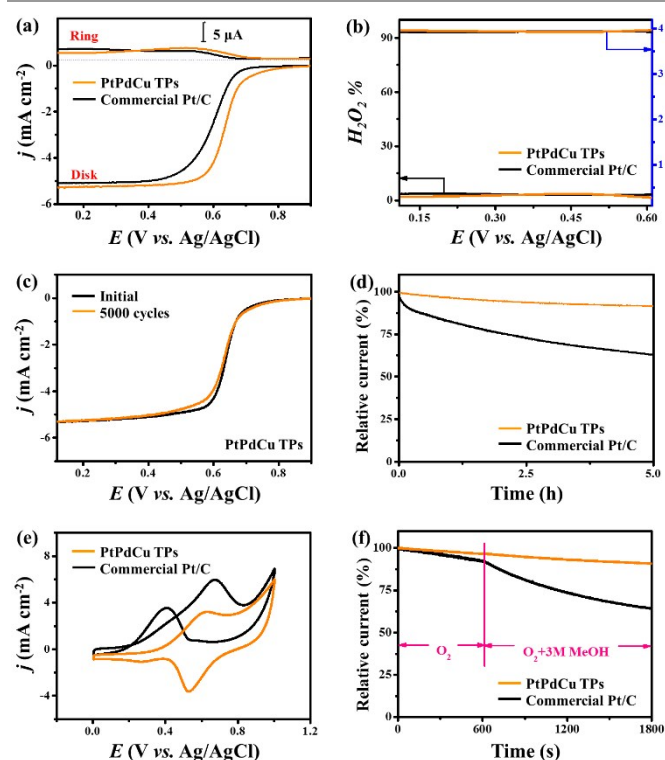 (a)
Ring
5 μA
PtPdCu TPs
Commercial Pt/C
Disk
j (mA cm⁻²)
0
-2
-4
-6
0.2 0.4 0.6 0.8
E (V vs. Ag/AgCl)
(b)
H₂O₂ %
90
60
30
0
4
3
2
1
PtPdCu TPs
Commercial Pt/C
0.15 0.30 0.45 0.60
E (V vs. Ag/AgCl)
(c)
Initial
5000 cycles
PtPdCu TPs
j (mA cm⁻²)
0
-2
-4
-6
0.2 0.4 0.6 0.8
E (V vs. Ag/AgCl)
(d)
Relative current (%)
100
75
50
25
0
PtPdCu TPs
Commercial Pt/C
0.0 2.5 5.0
Time (h)
(e)
PtPdCu TPs
Commercial Pt/C
j (mA cm⁻²)
8
4
0
-4
0.0 0.4 0.8 1.2
E (V vs. Ag/AgCl)
(f)
Relative current (%)
100
75
50
25
0
O₂
O₂+3M MeOH
PtPdCu TPs
Commercial Pt/C
0 600 1200 1800
Time (s)